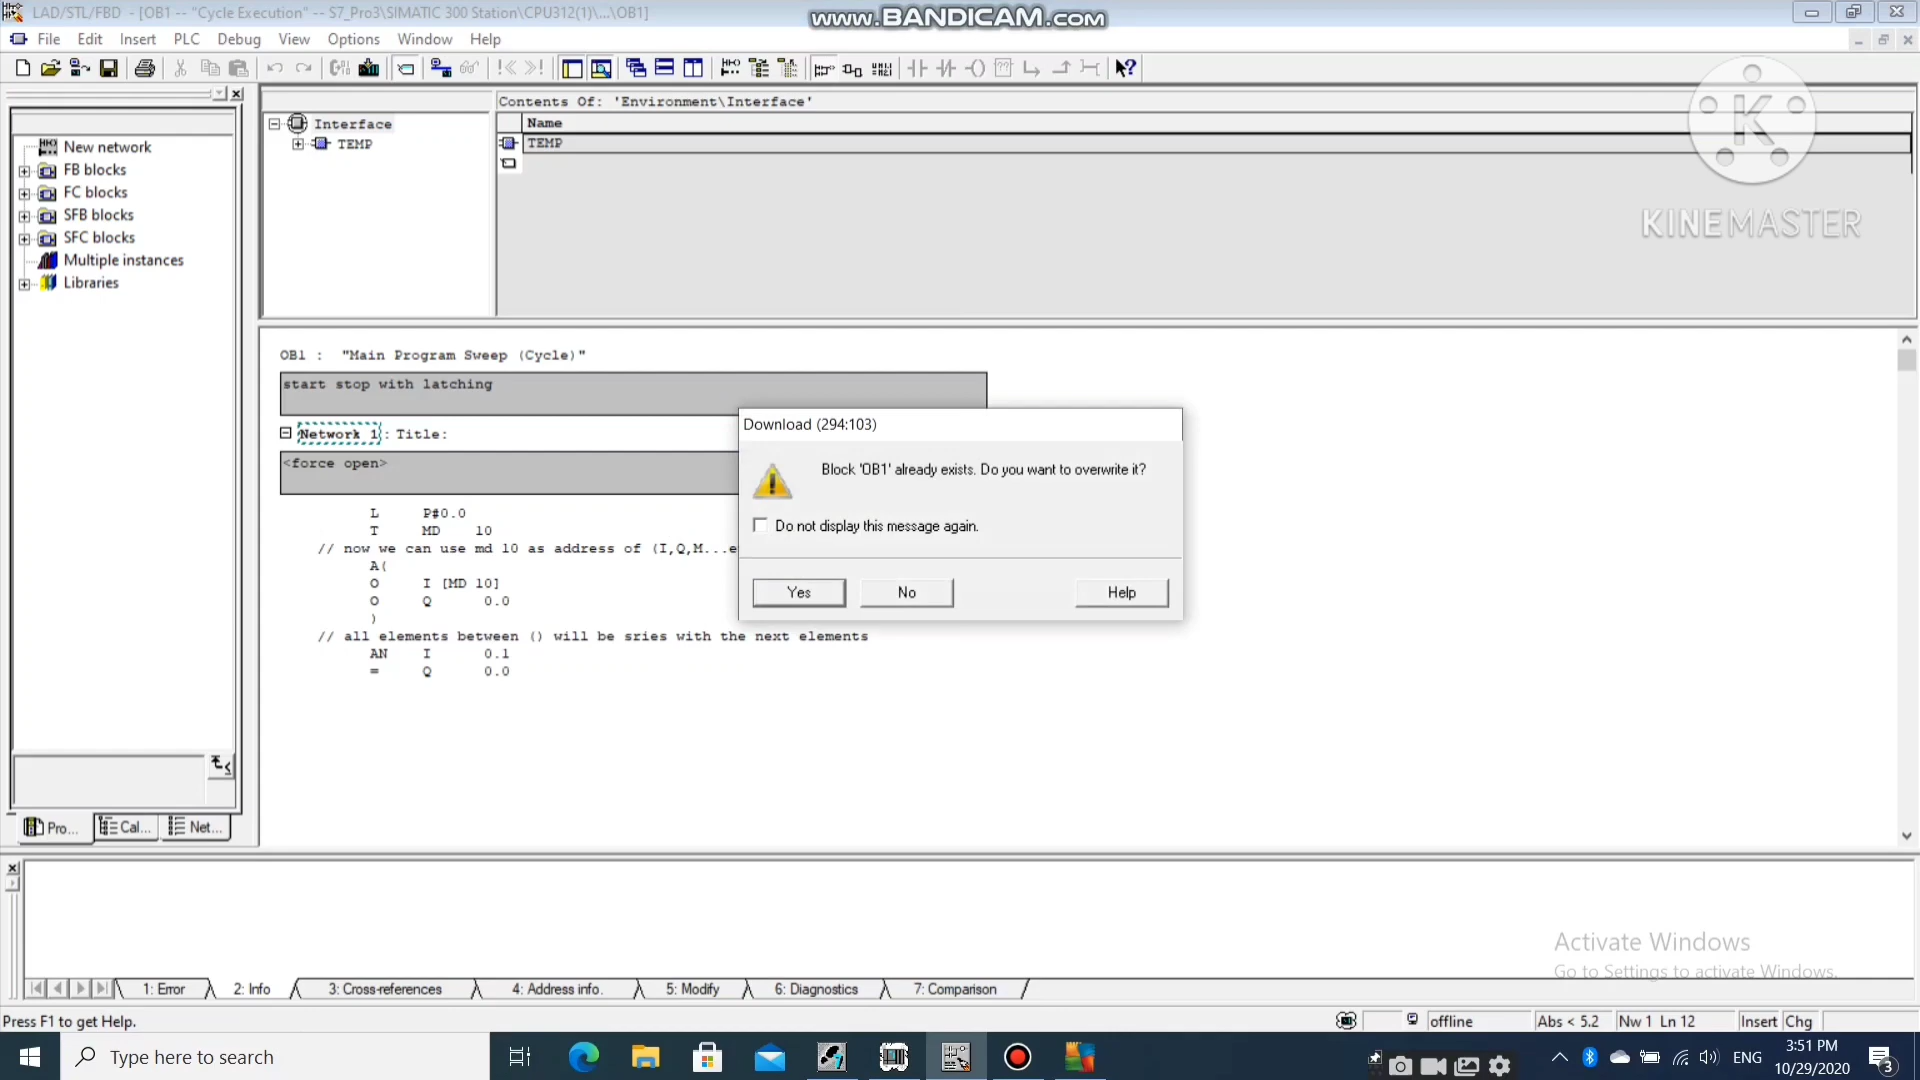 LAD/STL/FBD - [OB1 -- "Cycle Execution" -- S7_Pro3\SIMATIC 300 Station\CPU312(1)\...\OB1]
www.BANDICAM.com
File Edit Insert PLC Debug View Options Window Help
Contents Of: 'Environment\Interface'
Interface
TEMP
Name
TEMP
K
KINEMASTER
New network
FB blocks
FC blocks
SFB blocks
SFC blocks
Multiple instances
Libraries
Pro... Cal... Net...
OB1 : "Main Program Sweep (Cycle)"
start stop with latching
Network 1: Title:
<force open>
L P#0.0
T MD 10
// now we can use md 10 as address of (I,Q,M...e
A(
O I [MD 10]
O Q 0.0
)
// all elements between () will be sries with the next elements
AN I 0.1
= Q 0.0
Download (294:103)
Block 'OB1' already exists. Do you want to overwrite it?
Do not display this message again.
Yes No Help
Activate Windows
Go to Settings to activate Windows.
1: Error 2: Info 3: Cross-references 4: Address info. 5: Modify 6: Diagnostics 7: Comparison
Press F1 to get Help.
offline Abs < 5.2 Nw 1 Ln 12 Insert Chg
Type here to search
ENG
3:51 PM
10/29/2020
3